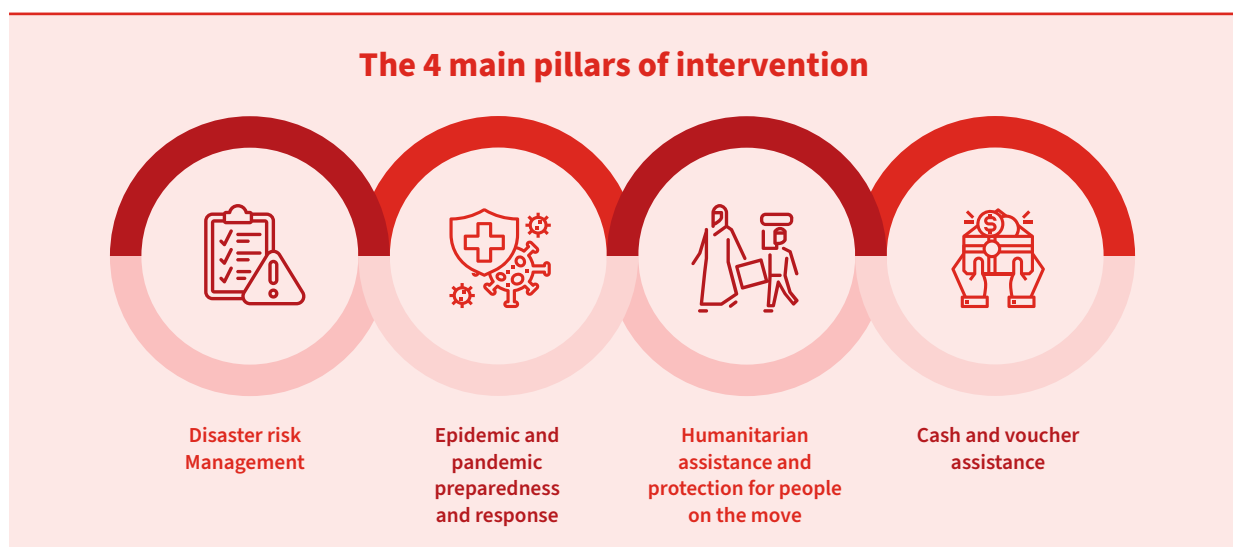 The 4 main pillars of intervention
Disaster risk
Management
Epidemic and
pandemic
preparedness
and response
Humanitarian
assistance and
protection for people
on the move
Cash and voucher
assistance